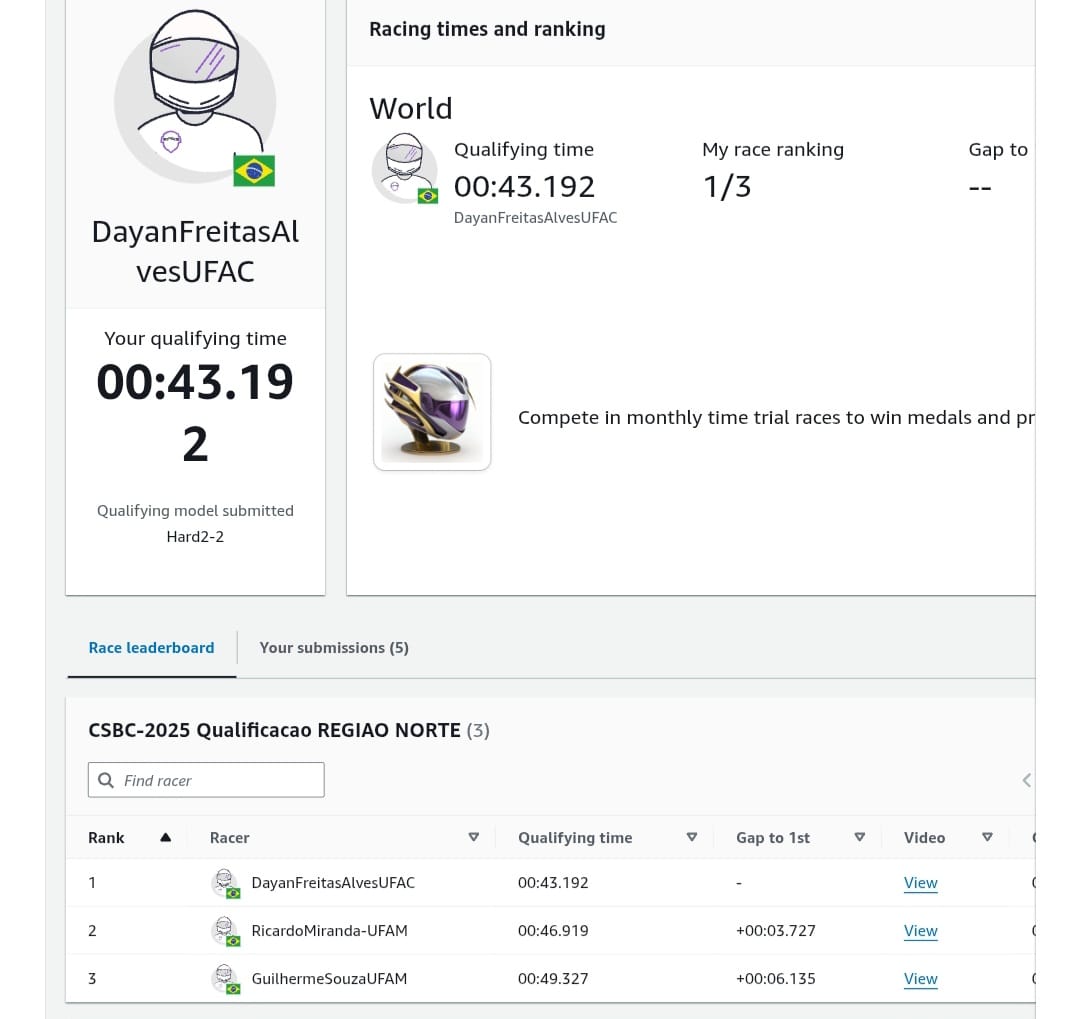 DayanFreitasAl
vesUFAC
Your qualifying time
00:43.19
2
Qualifying model submitted
Hard2-2
Racing times and ranking
World
Qualifying time
00:43.192
DayanFreitasAlvesUFAC
My race ranking
1/3
Gap to
--
Compete in monthly time trial races to win medals and pr
Race leaderboard
Your submissions (5)
CSBC-2025 Qualificacao REGIAO NORTE (3)
Find racer
Rank Racer Qualifying time Gap to 1st Video
1 DayanFreitasAlvesUFAC 00:43.192 - View
2 RicardoMiranda-UFAM 00:46.919 +00:03.727 View
3 GuilhermeSouzaUFAM 00:49.327 +00:06.135 View